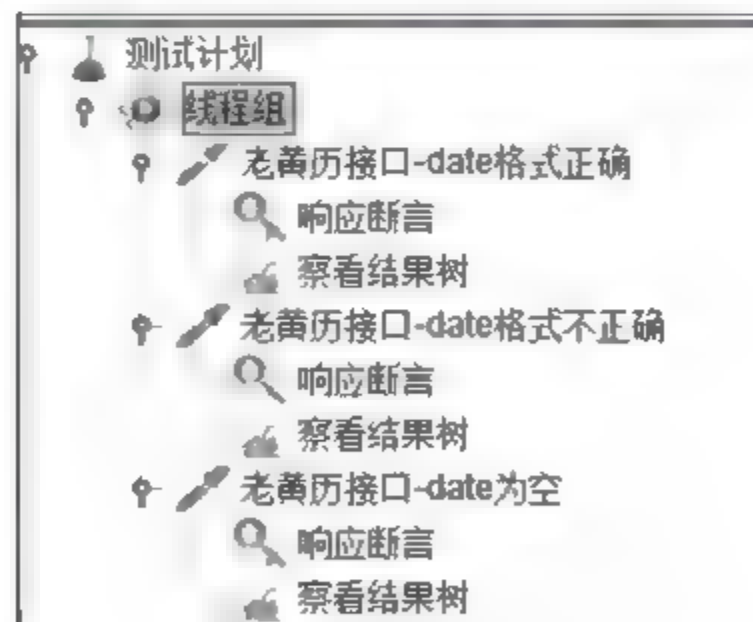 测试计划
线程组
老黄历接口-date格式正确
响应断言
察看结果树
老黄历接口-date格式不正确
响应断言
察看结果树
老黄历接口-date为空
响应断言
察看结果树